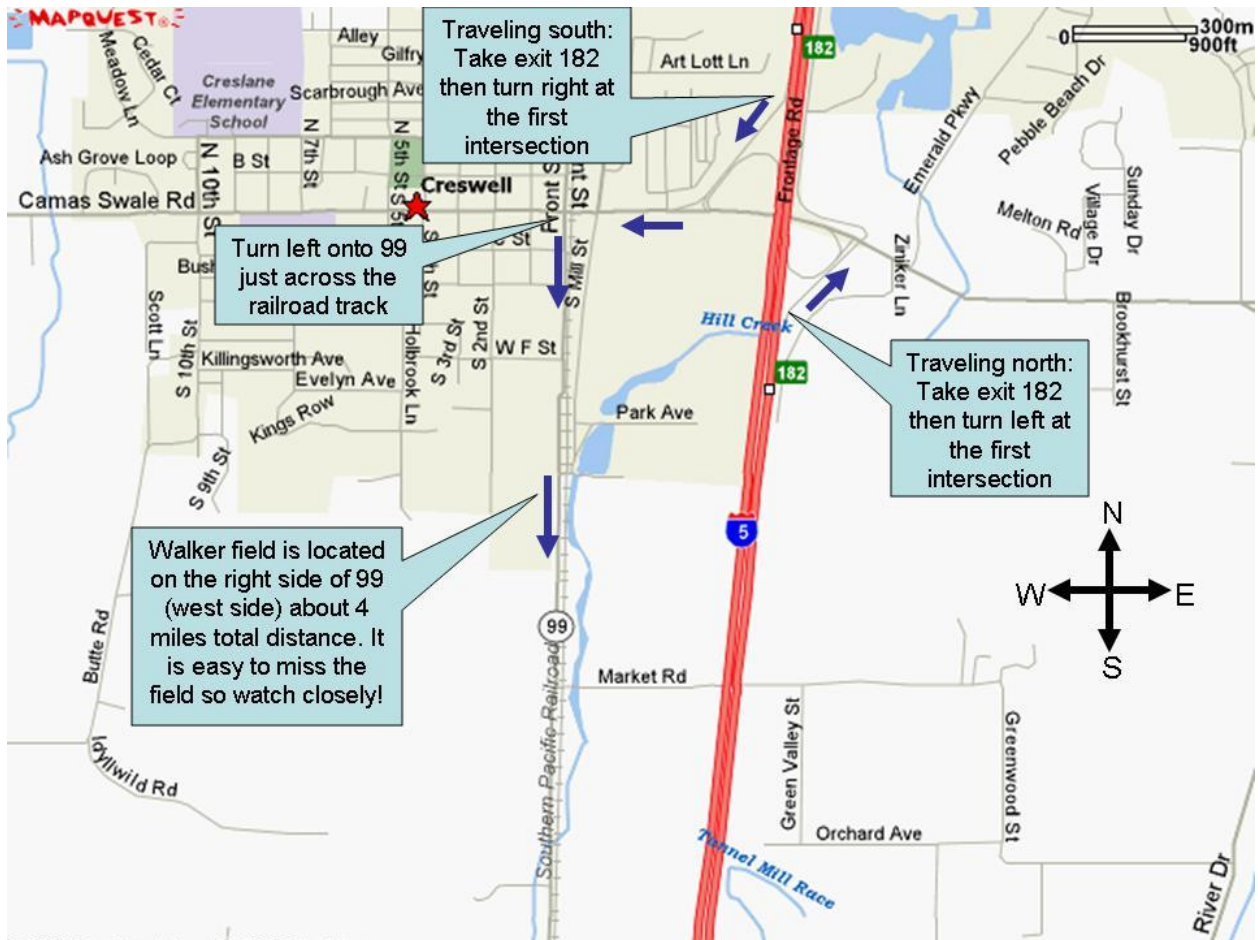 MAPQUEST
300m
0
900ft
Meadow Ln
Cedar Ct
Alley
Gilfry
Creslane
Elementary
School
Scarbrough Ave
Traveling south:
Take exit 182
then turn right at
the first
intersection
Art Lott Ln
182
Frontage Rd
Emerald Pkwy
Pebble Beach Dr
Ash Grove Loop
N 10th St
B St
N 7th St
N 5th St
Creswell
Camas Swale Rd
Front S
nt St
Melton Rd
Village Dr
Sunday Dr
Turn left onto 99
just across the
railroad track
Bush
St
S Mill St
Ziniker Ln
Hill Creek
Brookhurst St
Scott Ln
S 10th St
Killingsworth Ave
Evelyn Ave
Kings Row
Holbrook Ln
S 3rd St
S 2nd St
W F St
182
Traveling north:
Take exit 182
then turn left at
the first
intersection
Park Ave
S 9th St
5
N
W
E
S
Walker field is located
on the right side of 99
(west side) about 4
miles total distance. It
is easy to miss the
field so watch closely!
99
Butte Rd
Idyllwild Rd
Southern Pacific Railroad
Market Rd
Green Valley St
Greenwood St
Orchard Ave
Tunnel Mill Race
River Dr